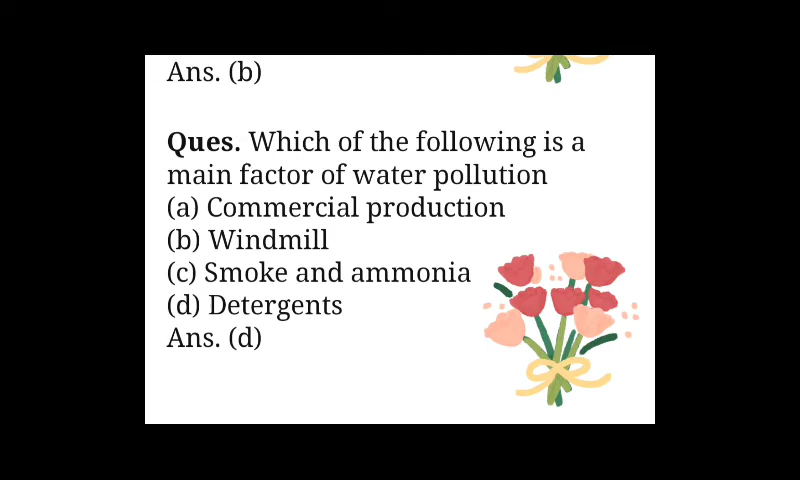 Ans. (b)
Ques. Which of the following is a
main factor of water pollution
(a) Commercial production
(b) Windmill
(c) Smoke and ammonia
(d) Detergents
Ans. (d)